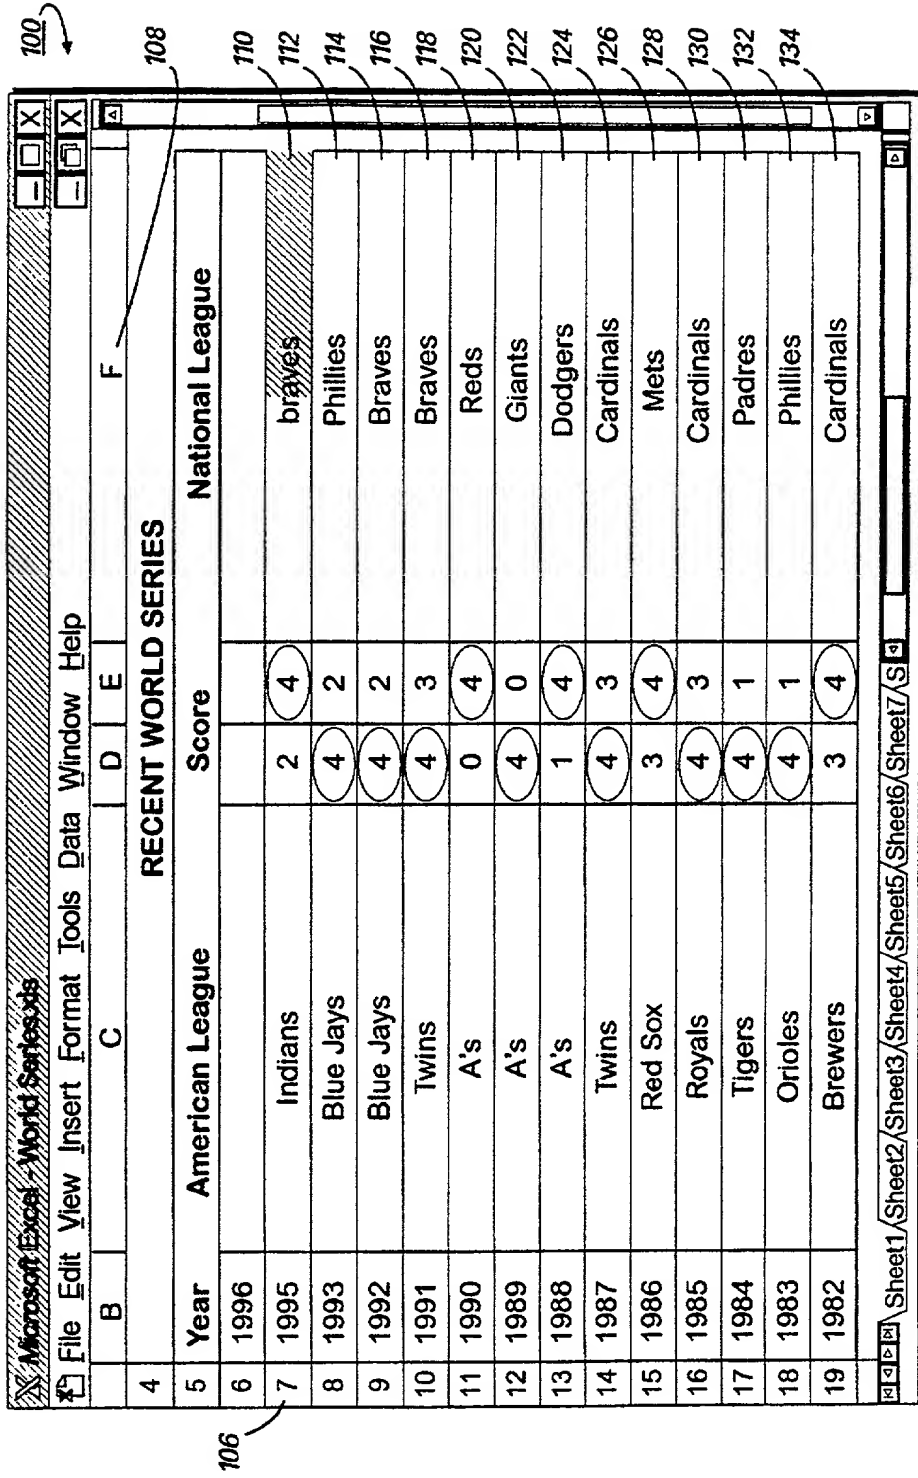 100
Microsoft Excel - World Series.xls
File Edit View Insert Format Tools Data Window Help
B C D E F
108
4 RECENT WORLD SERIES
5 Year American League Score National League
6 1996
106
7 1995 Indians 2 4 braves 110
8 1993 Blue Jays 4 2 Phillies 112
9 1992 Blue Jays 4 2 Braves 114
10 1991 Twins 4 3 Braves 116
11 1990 A's 0 4 Reds 118
12 1989 A's 4 0 Giants 120
13 1988 A's 1 4 Dodgers 122
14 1987 Twins 4 3 Cardinals 124
15 1986 Red Sox 3 4 Mets 126
16 1985 Royals 4 3 Cardinals 128
17 1984 Tigers 4 1 Padres 130
18 1983 Orioles 4 1 Phillies 132
19 1982 Brewers 3 4 Cardinals 134
Sheet1 Sheet2 Sheet3 Sheet4 Sheet5 Sheet6 Sheet7 S